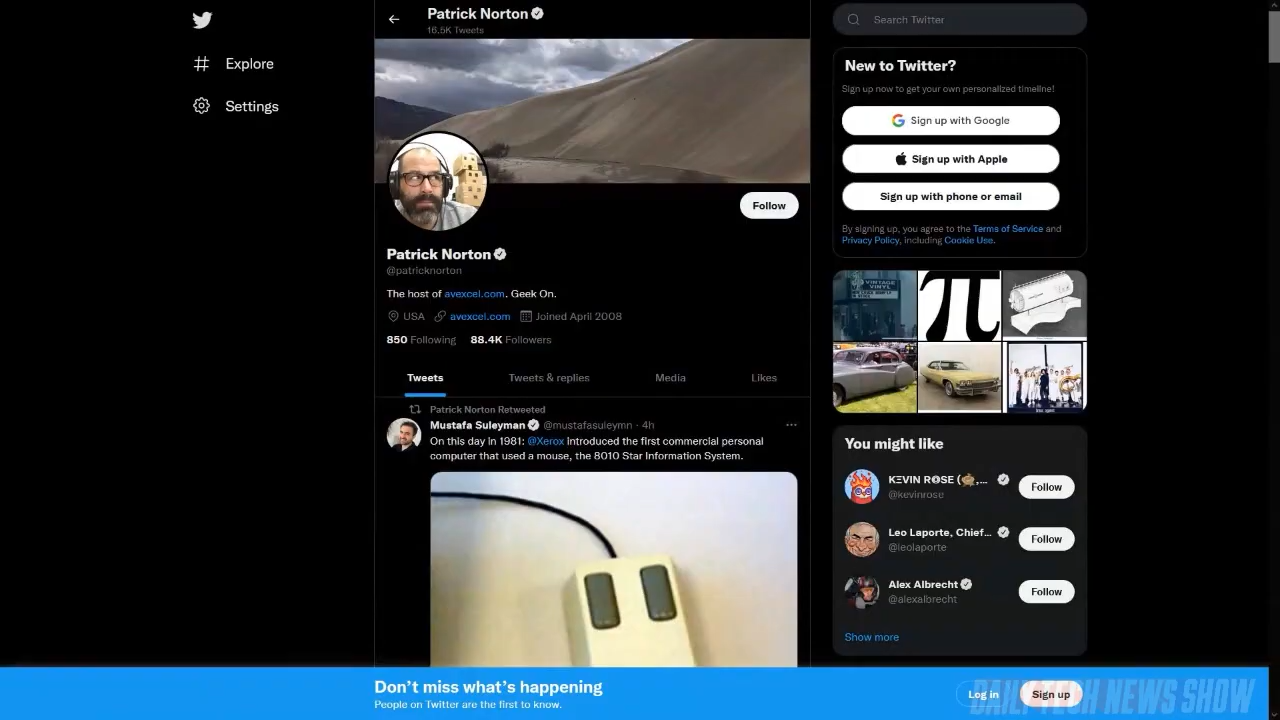 Explore
Settings
Patrick Norton
16.5K Tweets
Follow
Patrick Norton
@patricknorton
The host of avexcel.com. Geek On.
USA avexcel.com Joined April 2008
850 Following 88.4K Followers
Tweets Tweets & replies Media Likes
Patrick Norton Retweeted
Mustafa Suleyman @mustafasuleymn · 4h
On this day in 1981: @Xerox introduced the first commercial personal
computer that used a mouse, the 8010 Star Information System.
Search Twitter
New to Twitter?
Sign up now to get your own personalized timeline!
Sign up with Google
Sign up with Apple
Sign up with phone or email
By signing up, you agree to the Terms of Service and
Privacy Policy, including Cookie Use.
VINTAGE
VINYL
π
You might like
KΞVIN R
@kevinrose
Follow
Leo Laporte, Chief...
@leolaporte
Follow
Alex Albrecht
@alexalbrecht
Follow
Show more
Don't miss what's happening
People on Twitter are the first to know.
Log in
Sign up
DAILY TECH NEWS SHOW